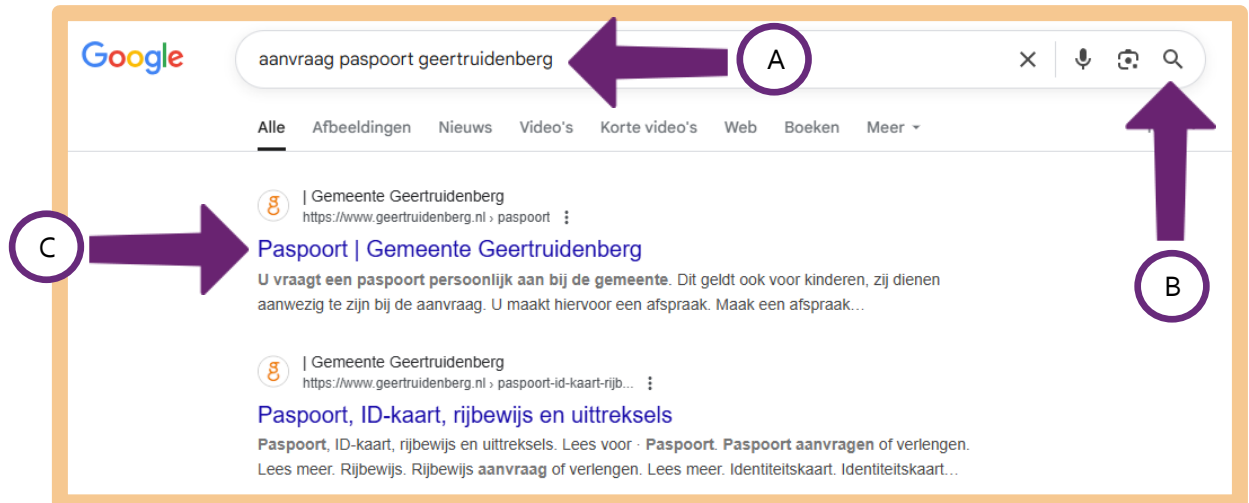 Google
aanvraag paspoort geertruidenberg
A
B
C
Alle Afbeeldingen Nieuws Video's Korte video's Web Boeken Meer
| Gemeente Geertruidenberg
https://www.geertruidenberg.nl › paspoort
Paspoort | Gemeente Geertruidenberg
U vraagt een paspoort persoonlijk aan bij de gemeente. Dit geldt ook voor kinderen, zij dienen
aanwezig te zijn bij de aanvraag. U maakt hiervoor een afspraak. Maak een afspraak...
| Gemeente Geertruidenberg
https://www.geertruidenberg.nl › paspoort-id-kaart-rijb...
Paspoort, ID-kaart, rijbewijs en uittreksels
Paspoort, ID-kaart, rijbewijs en uittreksels. Lees voor · Paspoort. Paspoort aanvragen of verlengen.
Lees meer. Rijbewijs. Rijbewijs aanvraag of verlengen. Lees meer. Identiteitskaart. Identiteitskaart...